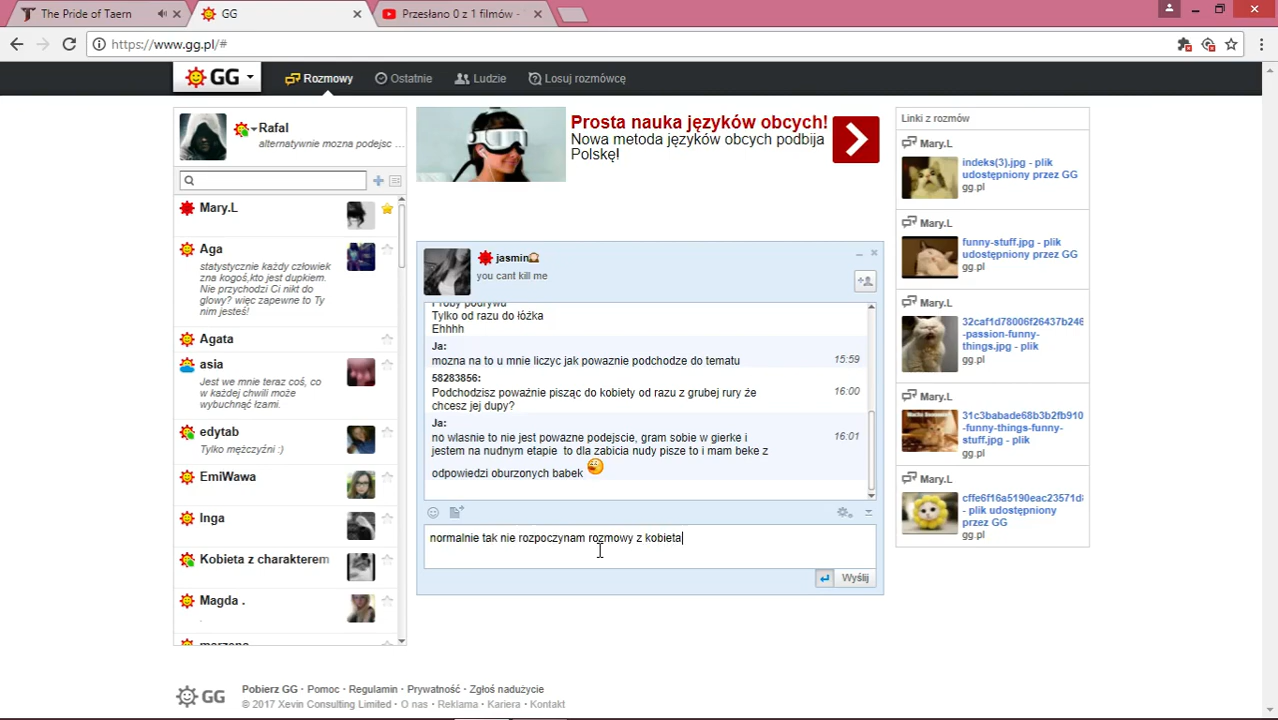 The Pride of Taern
GG
Przesłano 0 z 1 filmów -
https://www.gg.pl/#
GG
Rozmowy
Ostatnie
Ludzie
Losuj rozmówcę
Rafal
alternatywnie mozna podejsc ...
Mary.L
Aga
statystycznie każdy człowiek
zna kogoś,kto jest dupkiem.
Nie przychodzi Ci nikt do
glowy? więc zapewne to Ty
nim jesteś!
Agata
asia
Jest we mnie teraz coś, co
w każdej chwili może
wybuchnąć łzami.
edytab
Tylko mężczyźni :)
EmiWawa
Inga
Kobieta z charakterem
Magda .
.
Prosta nauka języków obcych!
Nowa metoda języków obcych podbija
Polskę!
jasmin
you cant kill me
Próby podrywu
Tylko od razu do łóżka
Ehhhh
Ja:
mozna na to u mnie liczyc jak powaznie podchodze do tematu
15:59
58283856:
Podchodzisz poważnie pisząc do kobiety od razu z grubej rury że
chcesz jej dupy?
16:00
Ja:
no wlasnie to nie jest powazne podejscie, gram sobie w gierke i
jestem na nudnym etapie to dla zabicia nudy pisze to i mam beke z
odpowiedzi oburzonych babek
16:01
normalnie tak nie rozpoczynam rozmowy z kobieta
Wyślij
Linki z rozmów
Mary.L
indeks(3).jpg - plik
udostępniony przez GG
gg.pl
Mary.L
funny-stuff.jpg - plik
udostępniony przez GG
gg.pl
Mary.L
32caf1d78006f26437b246
-passion-funny-
things.jpg - plik
gg.pl
Mary.L
31c3babade68b3b2fb910
-funny-things-funny-
stuff.jpg - plik
gg.pl
Mary.L
cffe6f16a5190eac23571d8
- plik udostępniony
przez GG
gg.pl
GG
Pobierz GG · Pomoc · Regulamin · Prywatność · Zgłoś nadużycie
© 2017 Xevin Consulting Limited · O nas · Reklama · Kariera · Kontakt